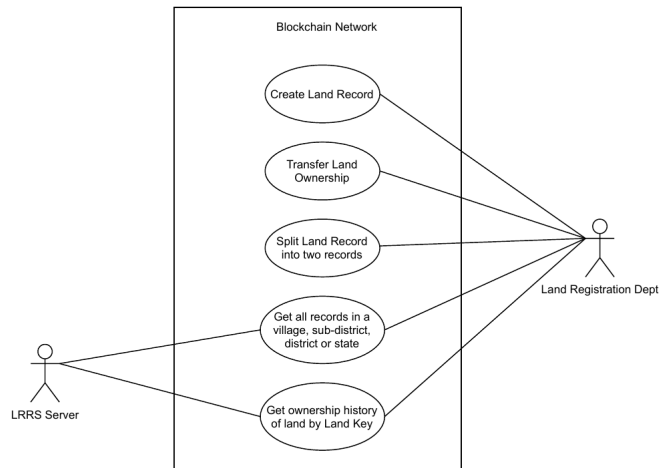 Blockchain Network
Create Land Record
Transfer Land
Ownership
Split Land Record
into two records
Land Registration Dept
Get all records in a
village, sub-district,
district or state
LRRS Server
Get ownership history
of land by Land Key